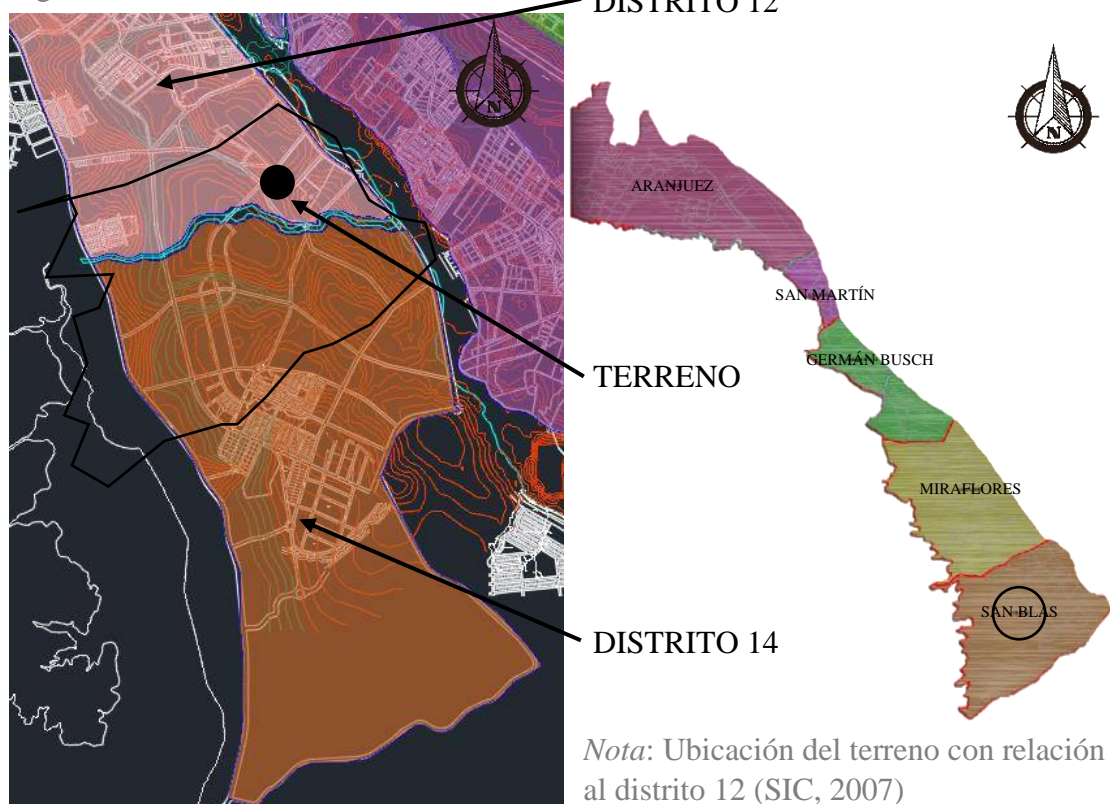 DISTRITO 12
N
N
ARANJUEZ
SAN MARTÍN
GERMÁN BUSCH
TERRENO
MIRAFLORES
SAN BLAS
DISTRITO 14
Nota: Ubicación del terreno con relación
al distrito 12 (SIC, 2007)